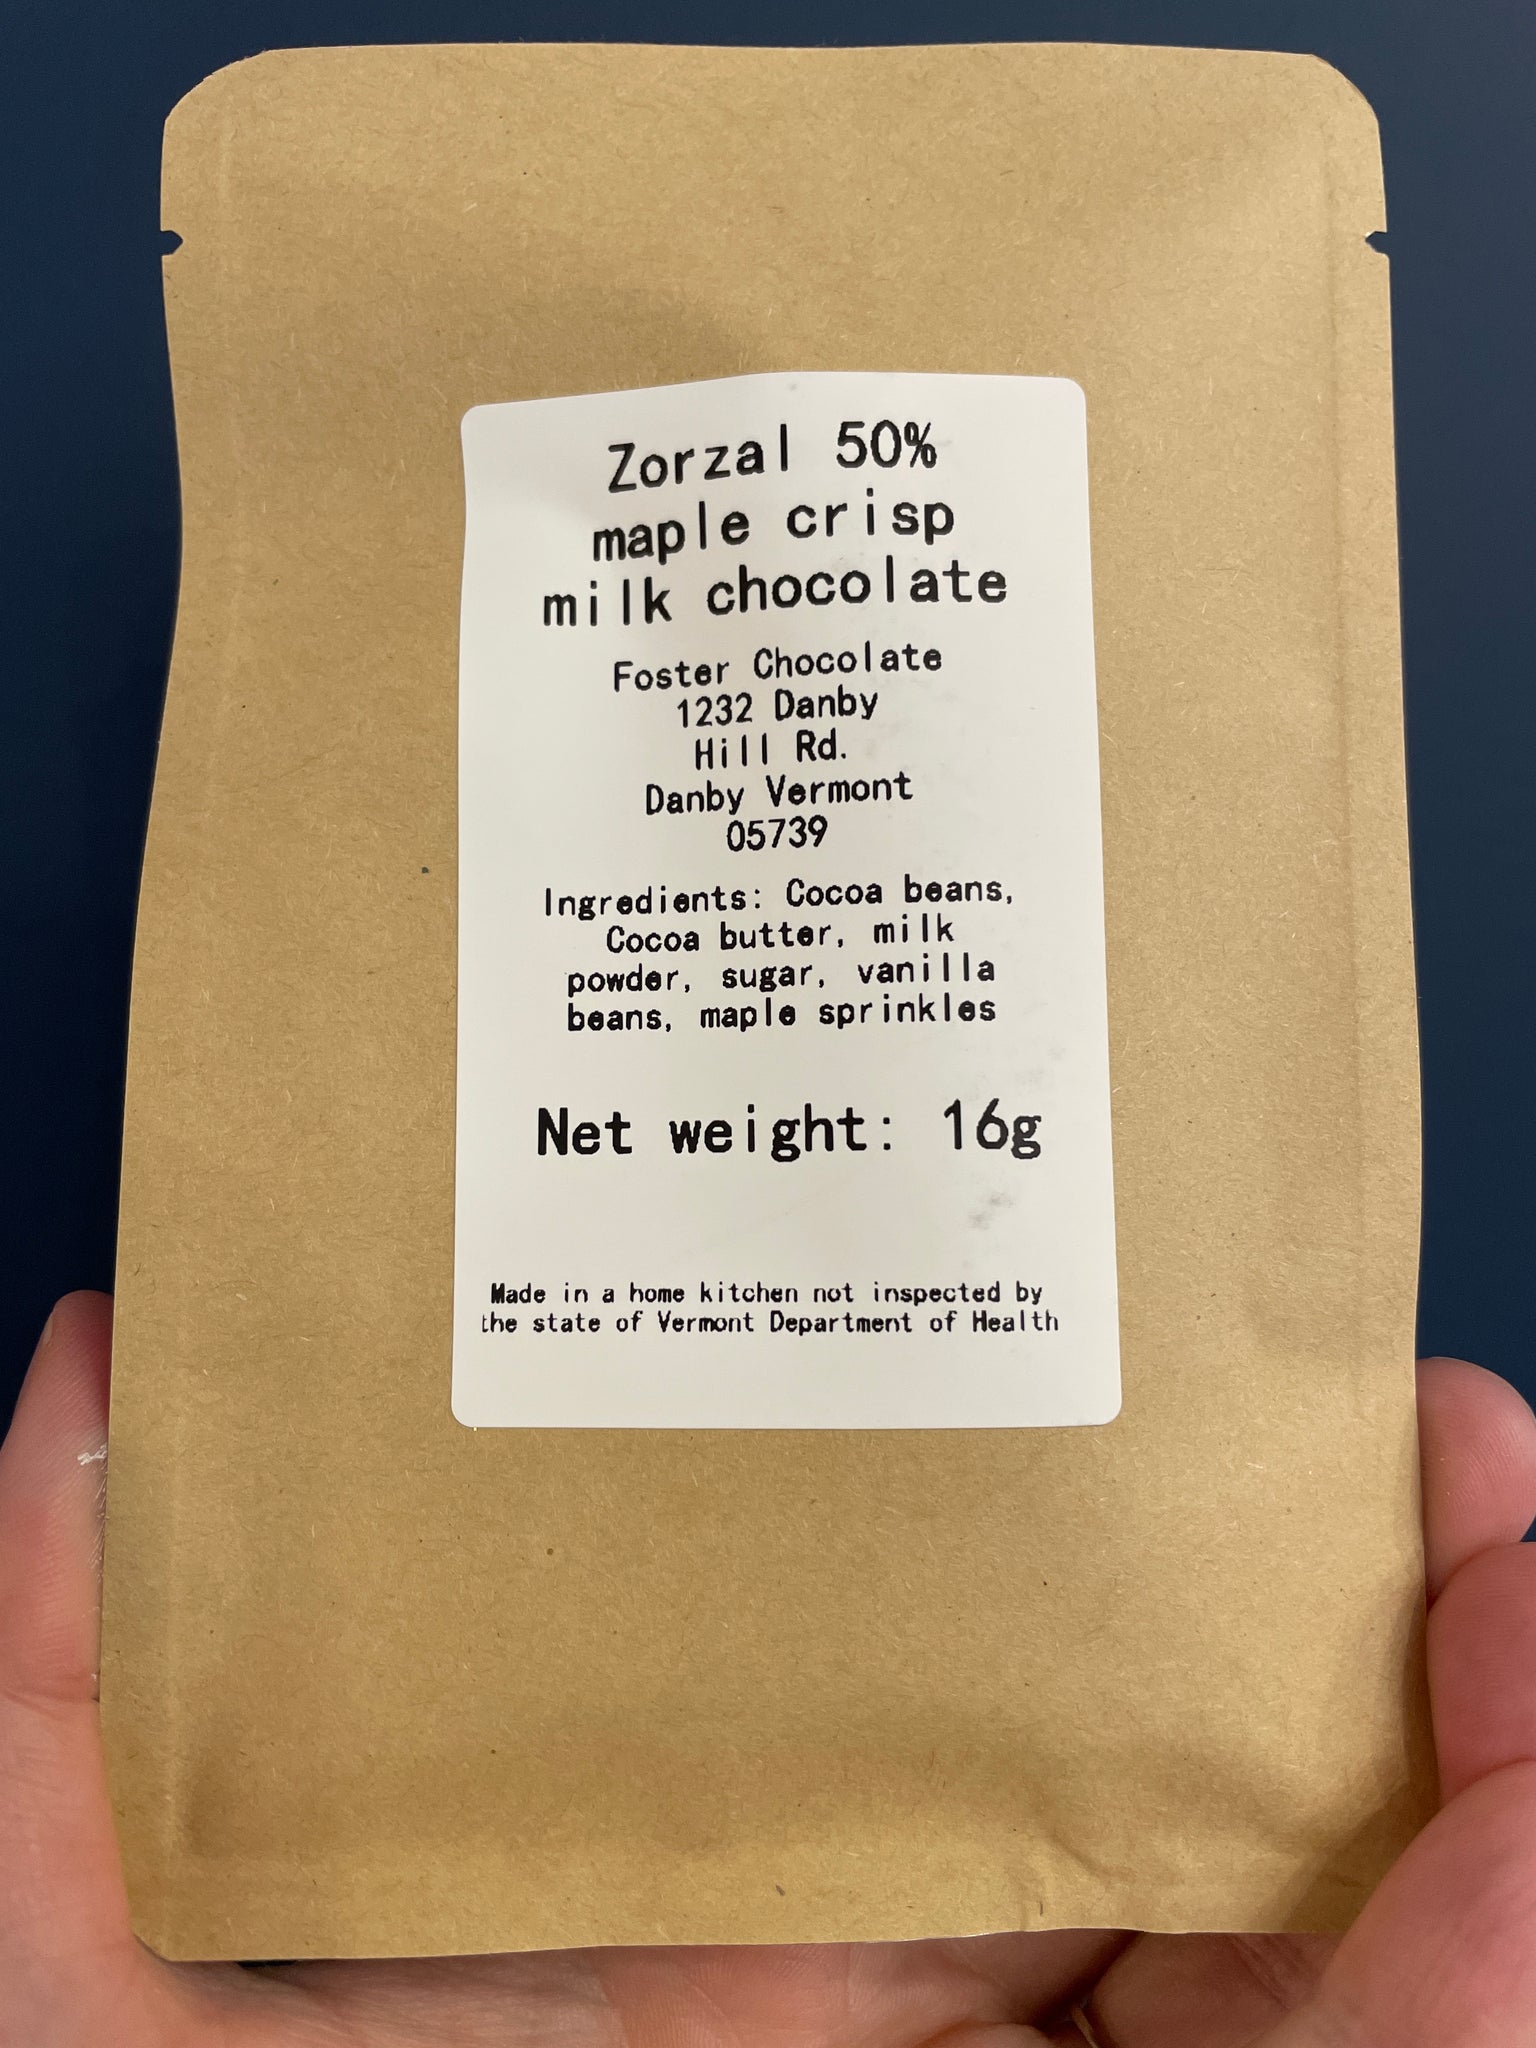 Zorzal 50%
maple crisp
milk chocolate
Foster Chocolate
1232 Danby
Hill Rd.
Danby Vermont
05739
Ingredients: Cocoa beans,
Cocoa butter, milk
powder, sugar, vanilla
beans, maple sprinkles
Net weight: 16g
Made in a home kitchen not inspected by
the state of Vermont Department of Health